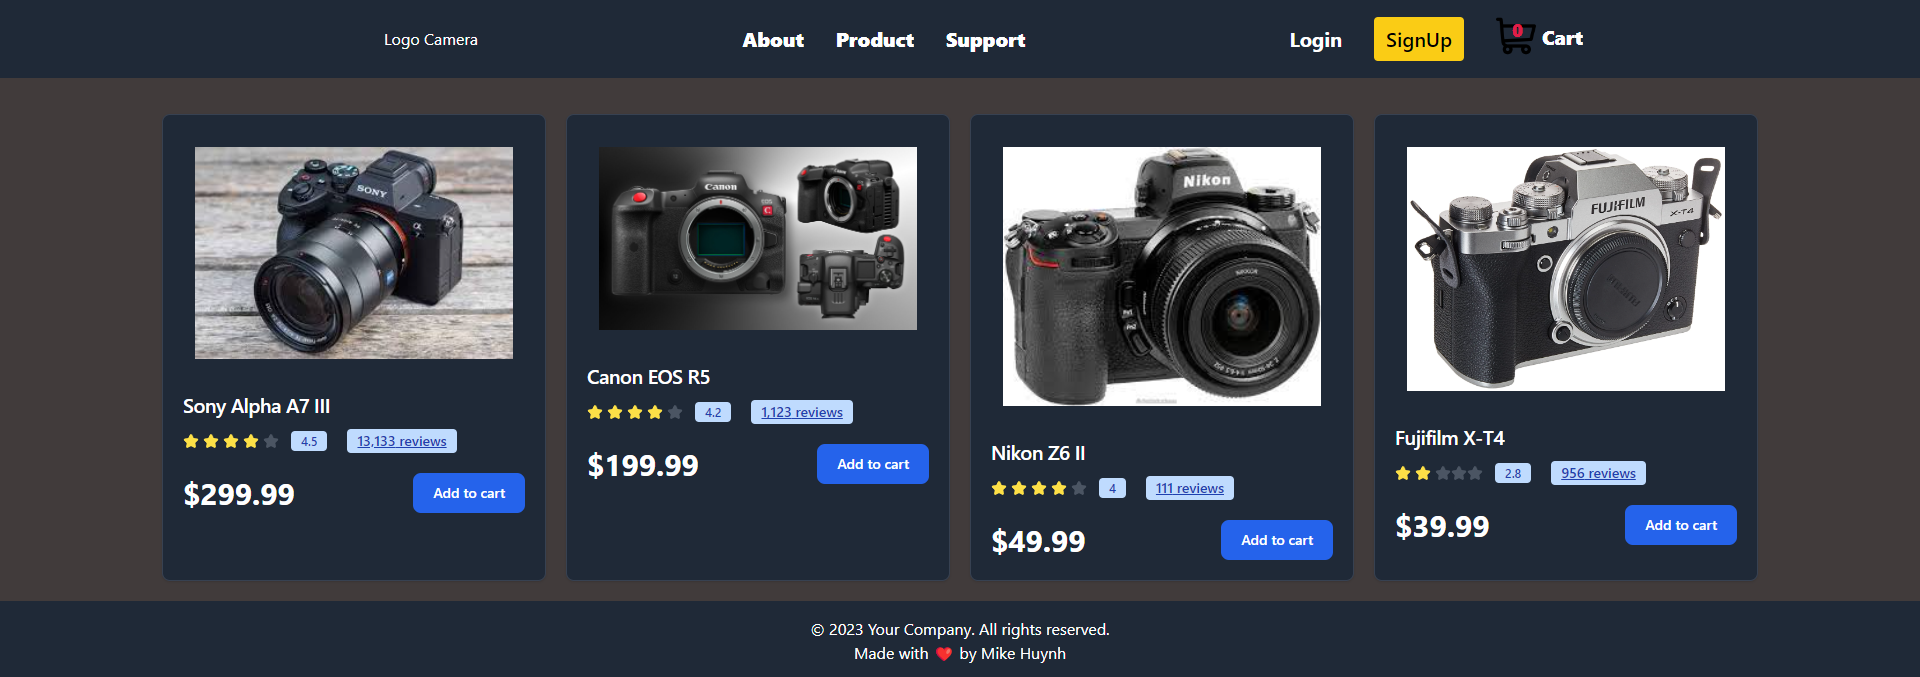 Logo Camera
About
Product
Support
Login
SignUp
0
Cart
SONY
Canon
EOS
R
C
Nikon
FUJIFILM
X-T4
Sony Alpha A7 III
4.5
13,133 reviews
$299.99
Add to cart
Canon EOS R5
4.2
1,123 reviews
$199.99
Add to cart
Nikon Z6 II
4
111 reviews
$49.99
Add to cart
Fujifilm X-T4
2.8
956 reviews
$39.99
Add to cart
© 2023 Your Company. All rights reserved.
Made with ❤️ by Mike Huynh